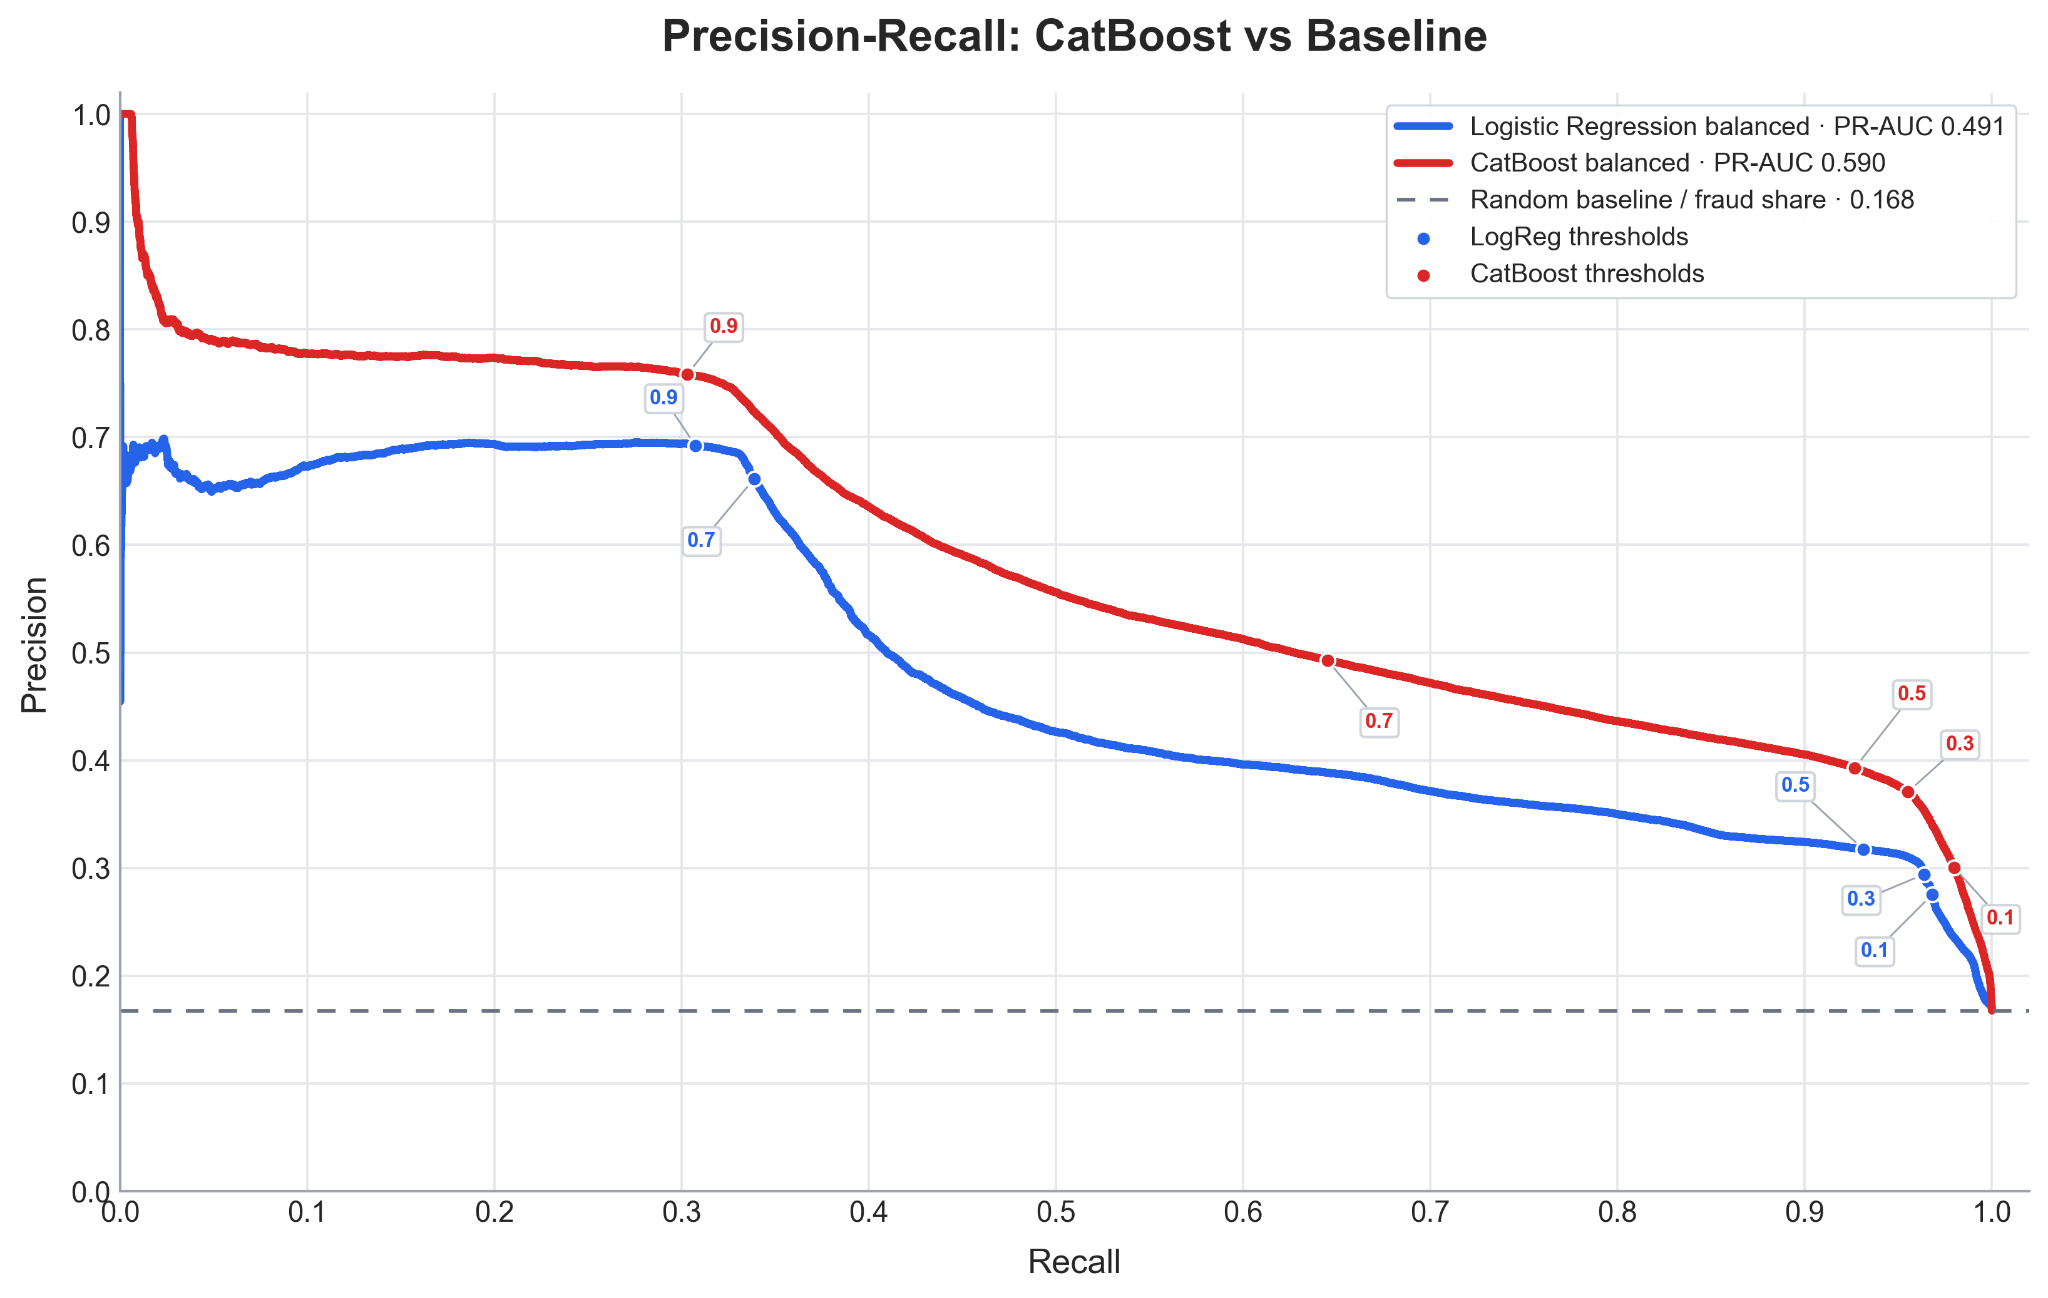 Precision-Recall: CatBoost vs Baseline
Logistic Regression balanced · PR-AUC 0.491
CatBoost balanced · PR-AUC 0.590
Random baseline / fraud share · 0.168
LogReg thresholds
CatBoost thresholds
Precision
1.0
0.9
0.8
0.7
0.6
0.5
0.4
0.3
0.2
0.1
0.0
0.9
0.9
0.7
0.7
0.5
0.3
0.5
0.3
0.1
0.1
0.0 0.1 0.2 0.3 0.4 0.5 0.6 0.7 0.8 0.9 1.0
Recall